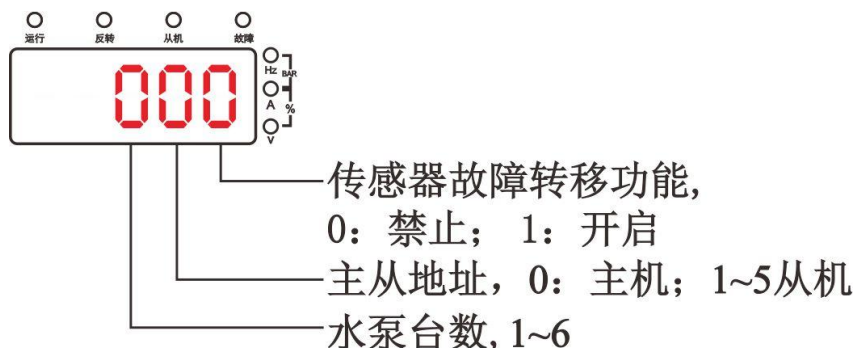 运行 反转 从机 故障
000
Hz
BAR
A
%
V
传感器故障转移功能,
0：禁止； 1：开启
主从地址，0：主机；1~5从机
水泵台数, 1~6